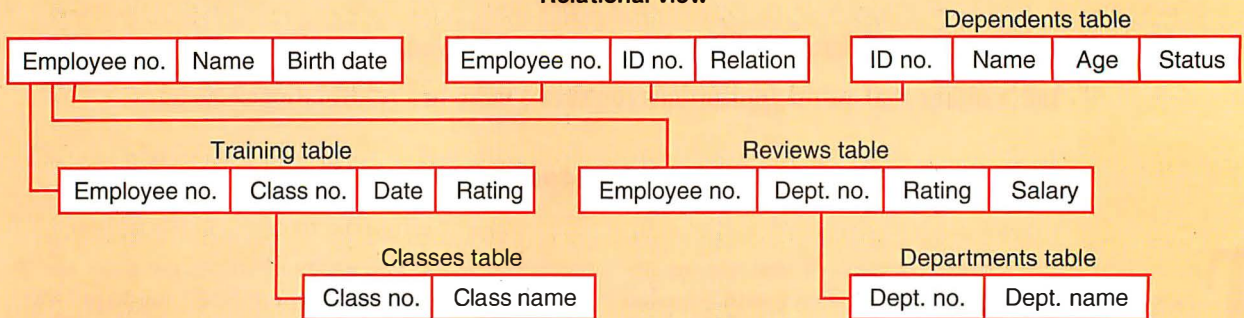 Relational view
Dependents table
Employee no. Name Birth date
Employee no. ID no. Relation
ID no. Name Age Status
Training table
Employee no. Class no. Date Rating
Reviews table
Employee no. Dept. no. Rating Salary
Classes table
Class no. Class name
Departments table
Dept. no. Dept. name